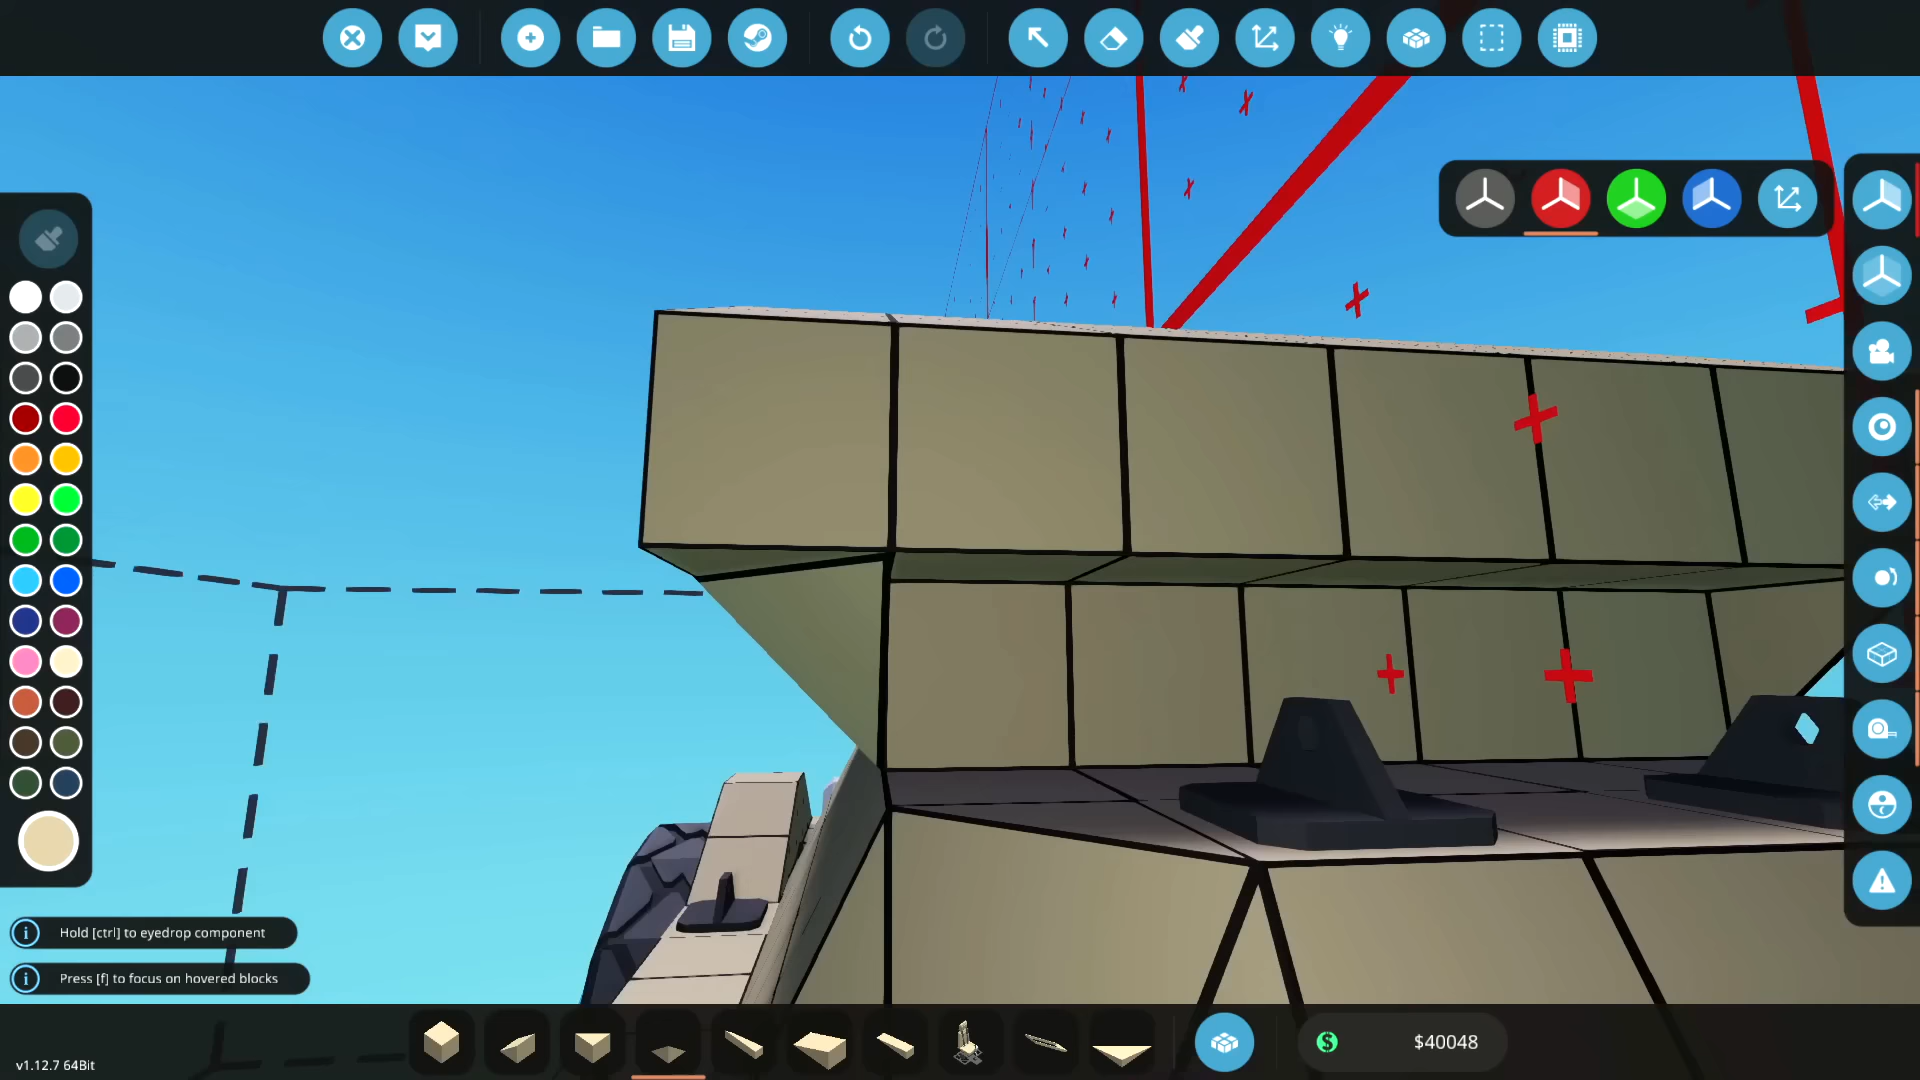 Hold [ctrl] to eyedrop component
Press [f] to focus on hovered blocks
$ $40048
v1.12.7 64Bit